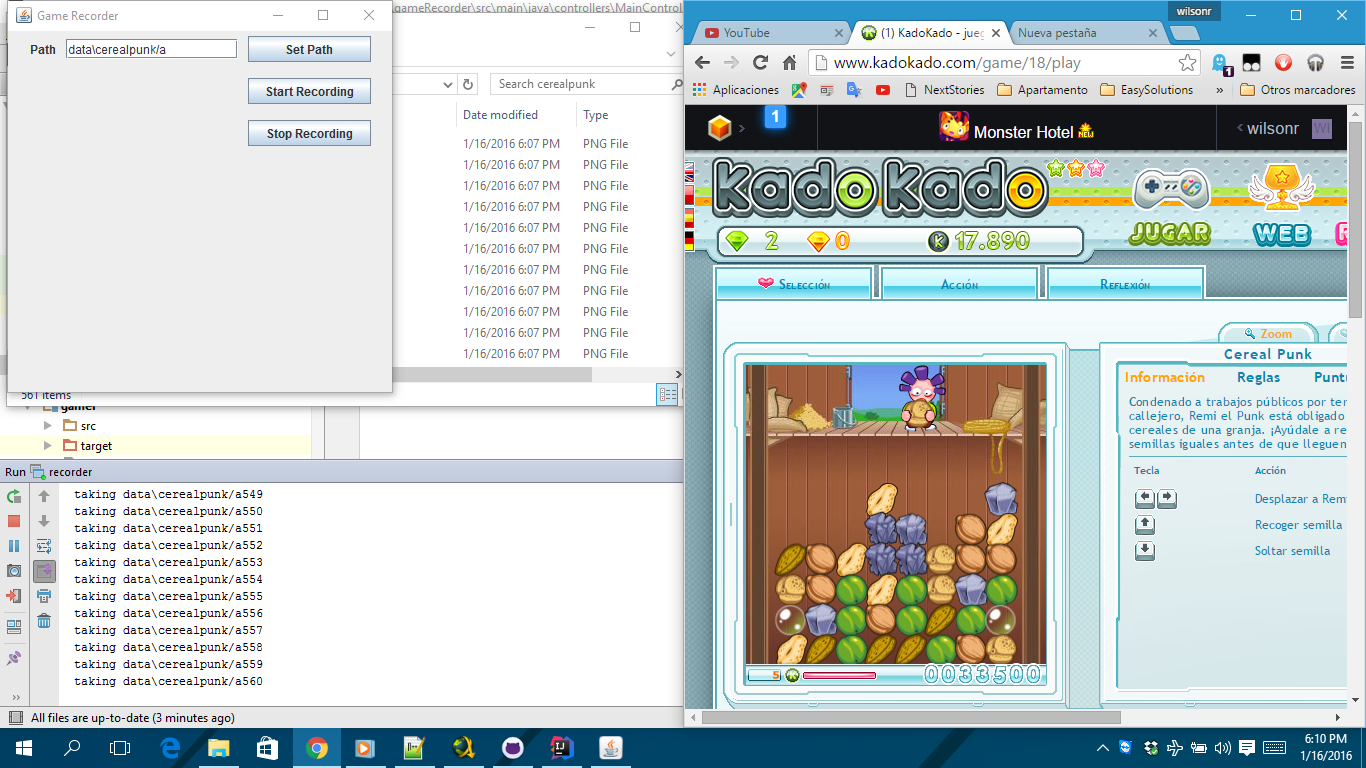 Game Recorder
Path data\cerealpunk/a Set Path
Start Recording
Stop Recording
gameRecorder\src\main\java\controllers\MainControl
Search cerealpunk
Date modified Type
1/16/2016 6:07 PM PNG File
1/16/2016 6:07 PM PNG File
1/16/2016 6:07 PM PNG File
1/16/2016 6:07 PM PNG File
1/16/2016 6:07 PM PNG File
1/16/2016 6:07 PM PNG File
1/16/2016 6:07 PM PNG File
1/16/2016 6:07 PM PNG File
1/16/2016 6:07 PM PNG File
1/16/2016 6:07 PM PNG File
1/16/2016 6:07 PM PNG File
561 items
gamer
src
target
Run recorder
taking data\cerealpunk/a549
taking data\cerealpunk/a550
taking data\cerealpunk/a551
taking data\cerealpunk/a552
taking data\cerealpunk/a553
taking data\cerealpunk/a554
taking data\cerealpunk/a555
taking data\cerealpunk/a556
taking data\cerealpunk/a557
taking data\cerealpunk/a558
taking data\cerealpunk/a559
taking data\cerealpunk/a560
All files are up-to-date (3 minutes ago)
wilsonr
YouTube (1) KadoKado - jueg Nueva pestaña
www.kadokado.com/game/18/play
1
Aplicaciones NextStories Apartamento EasySolutions » Otros marcadores
1 Monster Hotel NEW wilsonr WI
KadoKado
JUGAR WEB R
2 0 K 17.890
Selección Acción Reflexión
Zoom
Cereal Punk
Información Reglas Puntu
Condenado a trabajos públicos por ter
callejero, Remi el Punk está obligado
cereales de una granja. ¡Ayúdale a re
semillas iguales antes de que lleguen
Tecla Acción
Desplazar a Remi
Recoger semilla
Soltar semilla
5 0033500
6:10 PM
1/16/2016